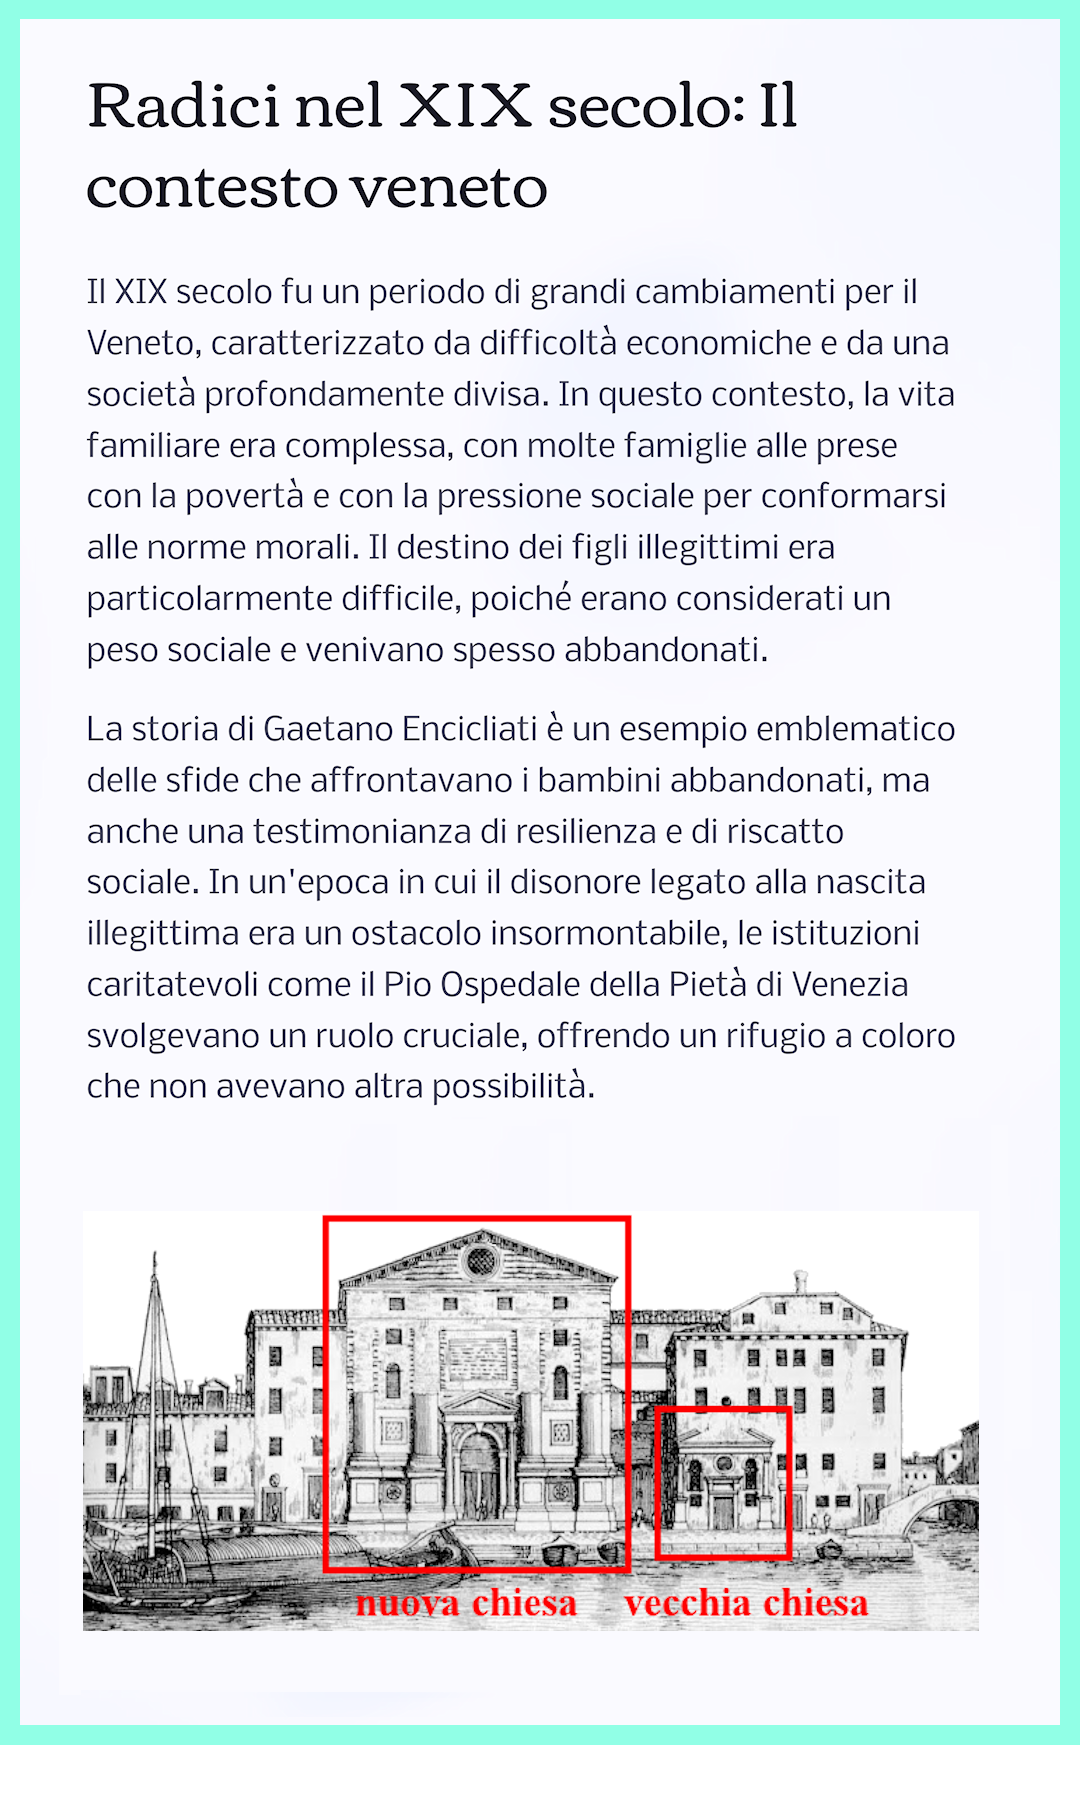 Radici nel XIX secolo: Il
contesto veneto
Il XIX secolo fu un periodo di grandi cambiamenti per il
Veneto, caratterizzato da difficoltà economiche e da una
società profondamente divisa. In questo contesto, la vita
familiare era complessa, con molte famiglie alle prese
con la povertà e con la pressione sociale per conformarsi
alle norme morali. Il destino dei figli illegittimi era
particolarmente difficile, poiché erano considerati un
peso sociale e venivano spesso abbandonati.
La storia di Gaetano Encicliati è un esempio emblematico
delle sfide che affrontavano i bambini abbandonati, ma
anche una testimonianza di resilienza e di riscatto
sociale. In un'epoca in cui il disonore legato alla nascita
illegittima era un ostacolo insormontabile, le istituzioni
caritatevoli come il Pio Ospedale della Pietà di Venezia
svolgevano un ruolo cruciale, offrendo un rifugio a coloro
che non avevano altra possibilità.
nuova chiesa vecchia chiesa